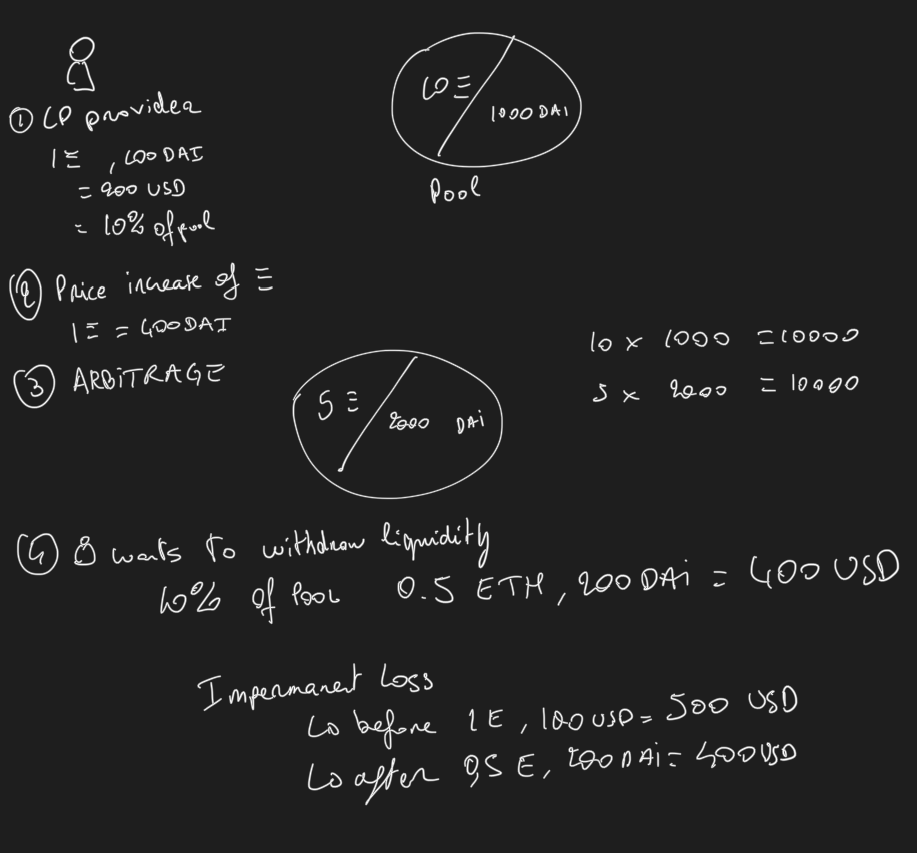 10 Ξ
1000 DAI
Pool
① LP provider
1Ξ , 100 DAI
= 200 USD
= 10% of pool
② Price increase of Ξ
1Ξ = 400 DAI
③ ARBITRAGE
5 Ξ
2000 DAi
10 x 1000 = 10000
5 x 2000 = 10000
④ wants to withdraw liquidity
10% of Pool 0.5 ETH, 200 DAi = 400 USD
Impermanent Loss
↳ before 1 E, 100 USD = 500 USD
↳ after 0,5 E, 200 DAi = 400 USD